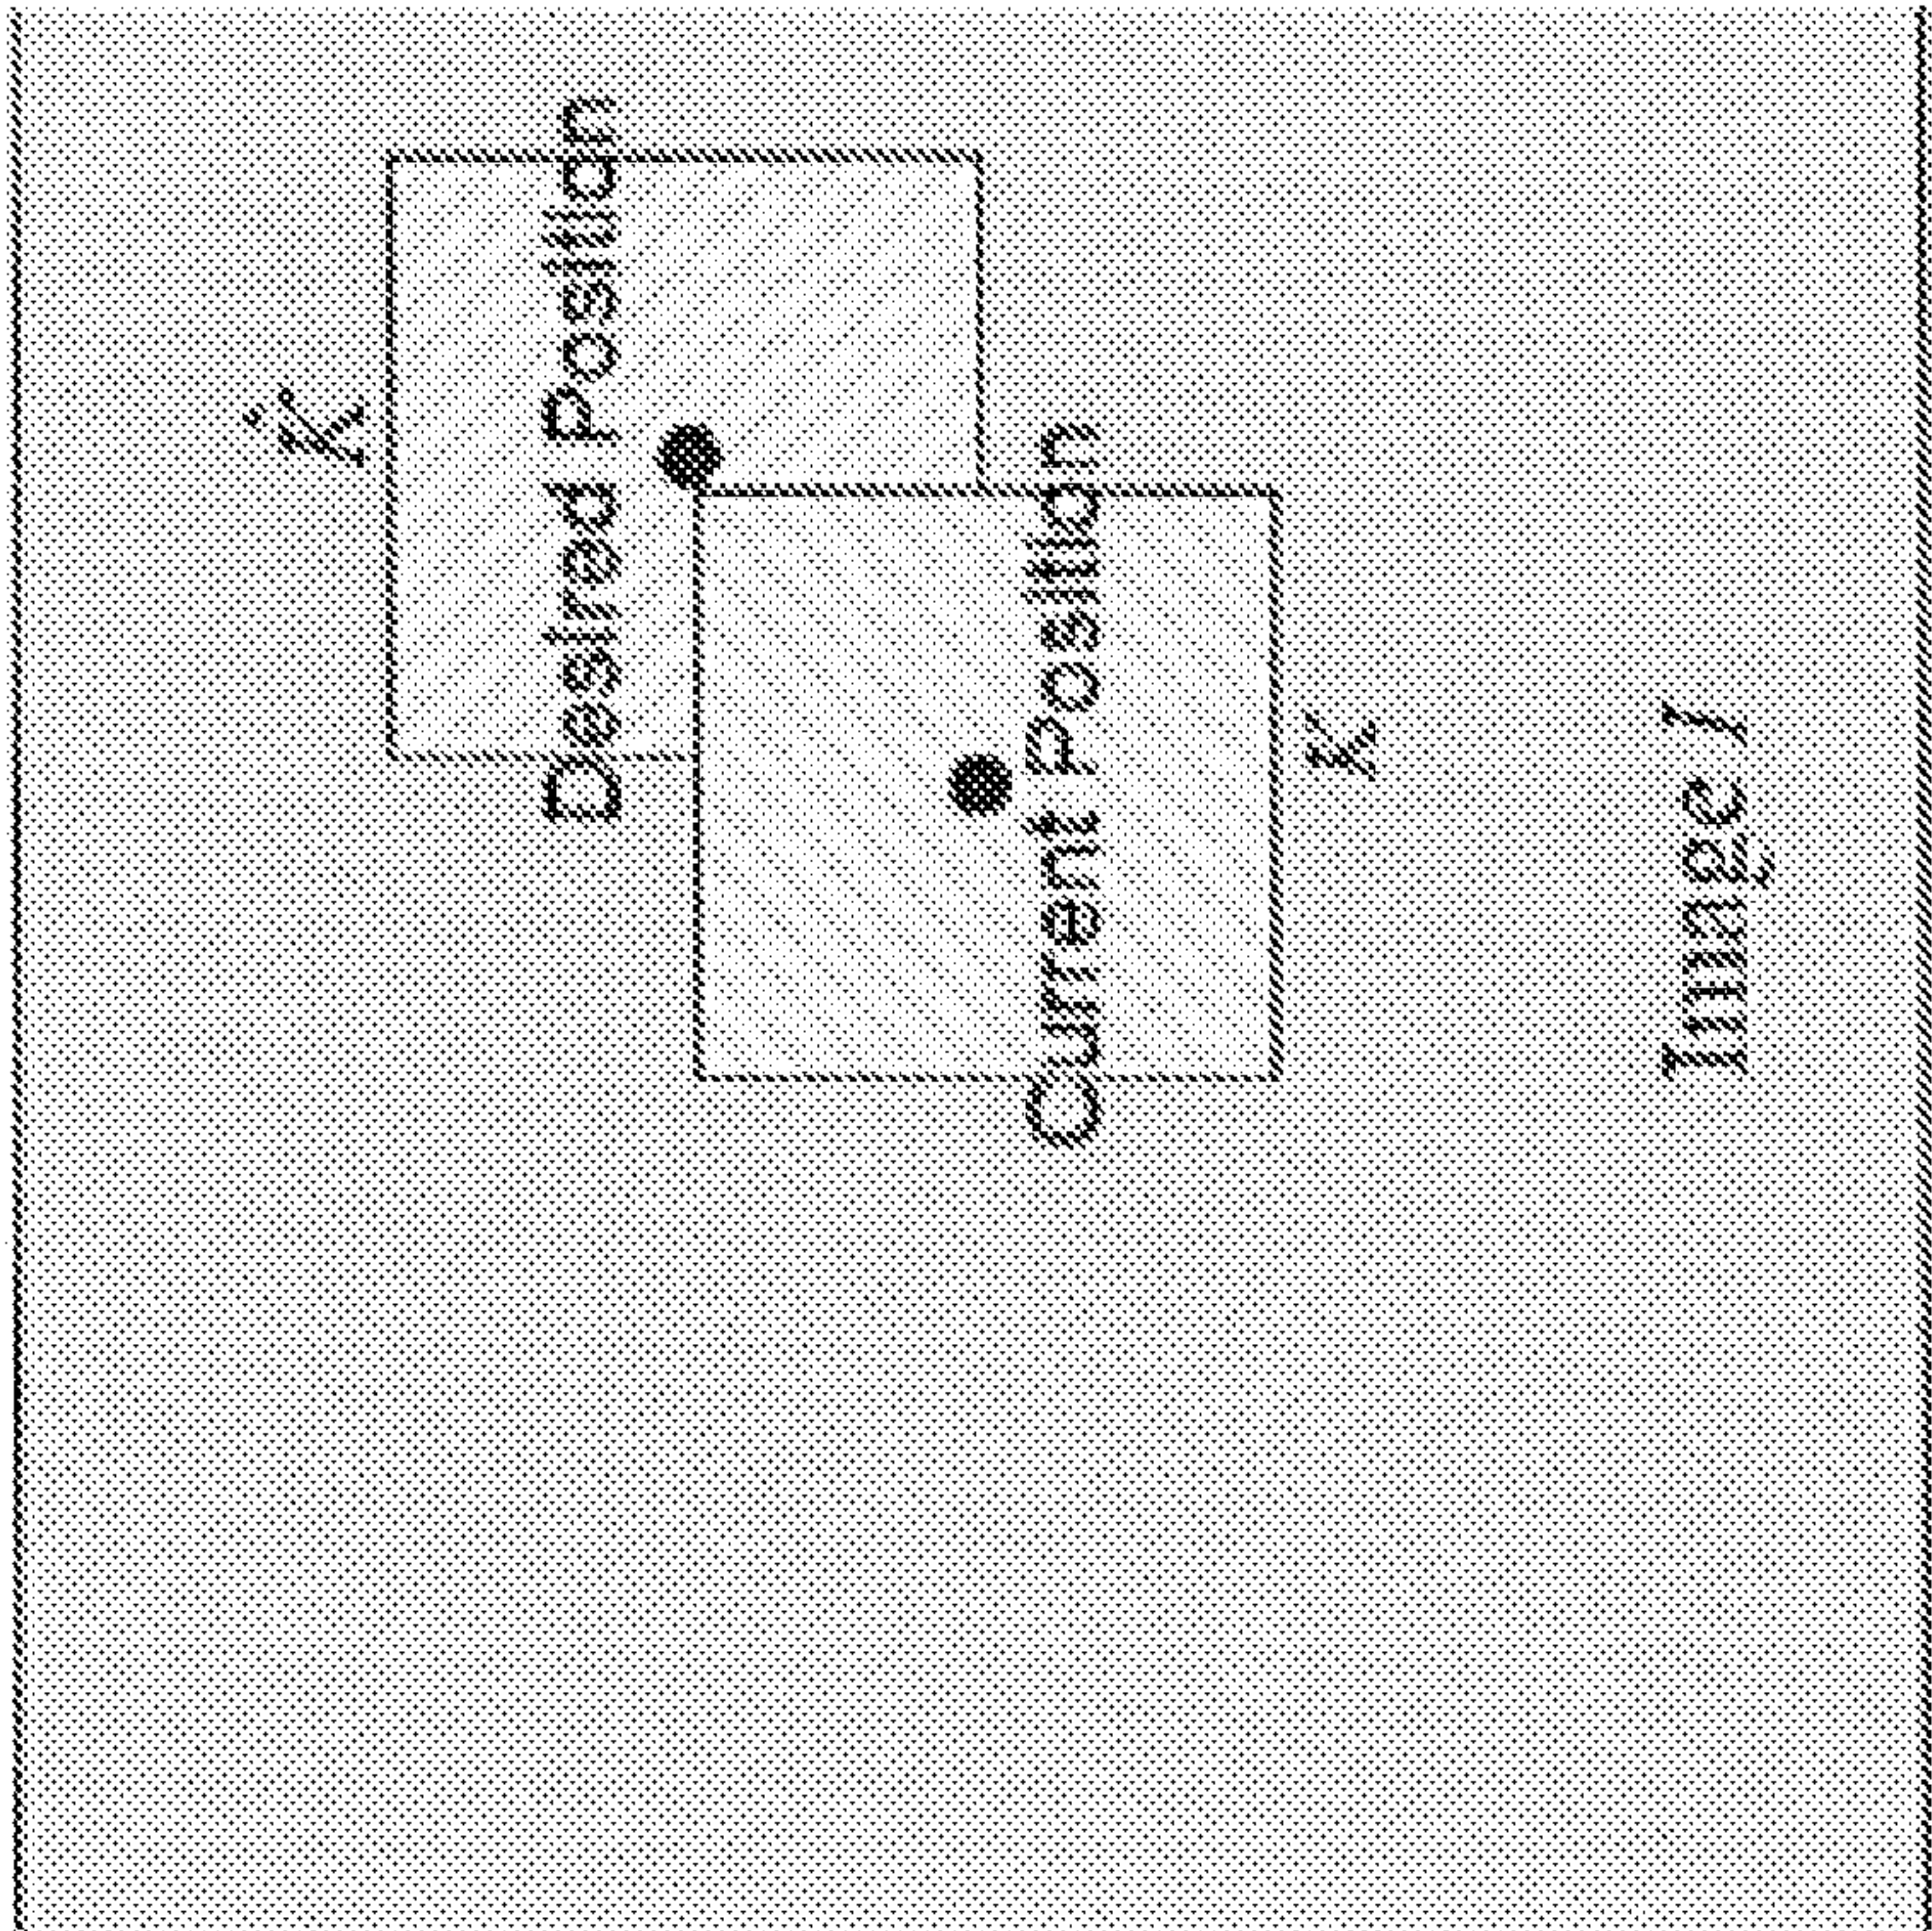 K̇
Desired Position
Current Position
K
Image I